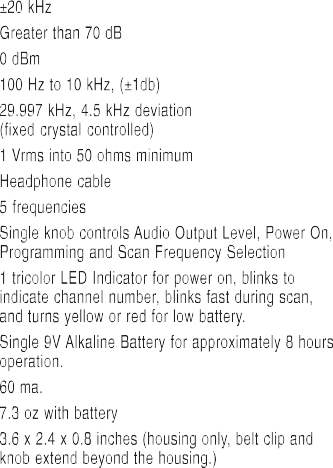 ±20 kHz
Greater than 70 dB
0 dBm
100 Hz to 10 kHz, (±1db)
29.997 kHz, 4.5 kHz deviation
(fixed crystal controlled)
1 Vrms into 50 ohms minimum
Headphone cable
5 frequencies
Single knob controls Audio Output Level, Power On,
Programming and Scan Frequency Selection
1 tricolor LED Indicator for power on, blinks to
indicate channel number, blinks fast during scan,
and turns yellow or red for low battery.
Single 9V Alkaline Battery for approximately 8 hours
operation.
60 ma.
7.3 oz with battery
3.6 x 2.4 x 0.8 inches (housing only, belt clip and
knob extend beyond the housing.)